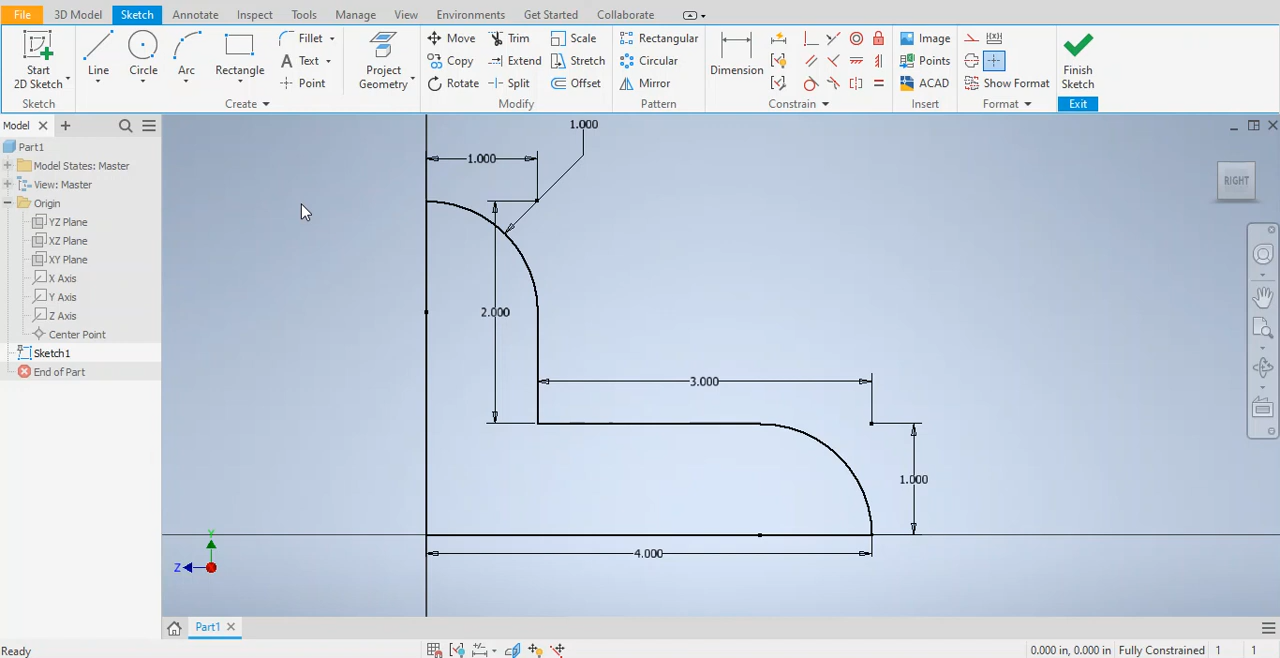 File 3D Model Sketch Annotate Inspect Tools Manage View Environments Get Started Collaborate
Start
2D Sketch
Line
Circle
Arc
Rectangle
Fillet
Text
Point
Project
Geometry
Move
Copy
Rotate
Trim
Extend
Split
Scale
Stretch
Offset
Rectangular
Circular
Mirror
Dimension
Image
Points
ACAD
Show Format
Finish
Sketch
Sketch Create Modify Pattern Constrain Insert Format Exit
Model
Part1
Model States: Master
View: Master
Origin
YZ Plane
XZ Plane
XY Plane
X Axis
Y Axis
Z Axis
Center Point
Sketch1
End of Part
1.000
1.000
RIGHT
2.000
3.000
1.000
4.000
Y
Z
Part1
Ready
0.000 in, 0.000 in Fully Constrained 1 1